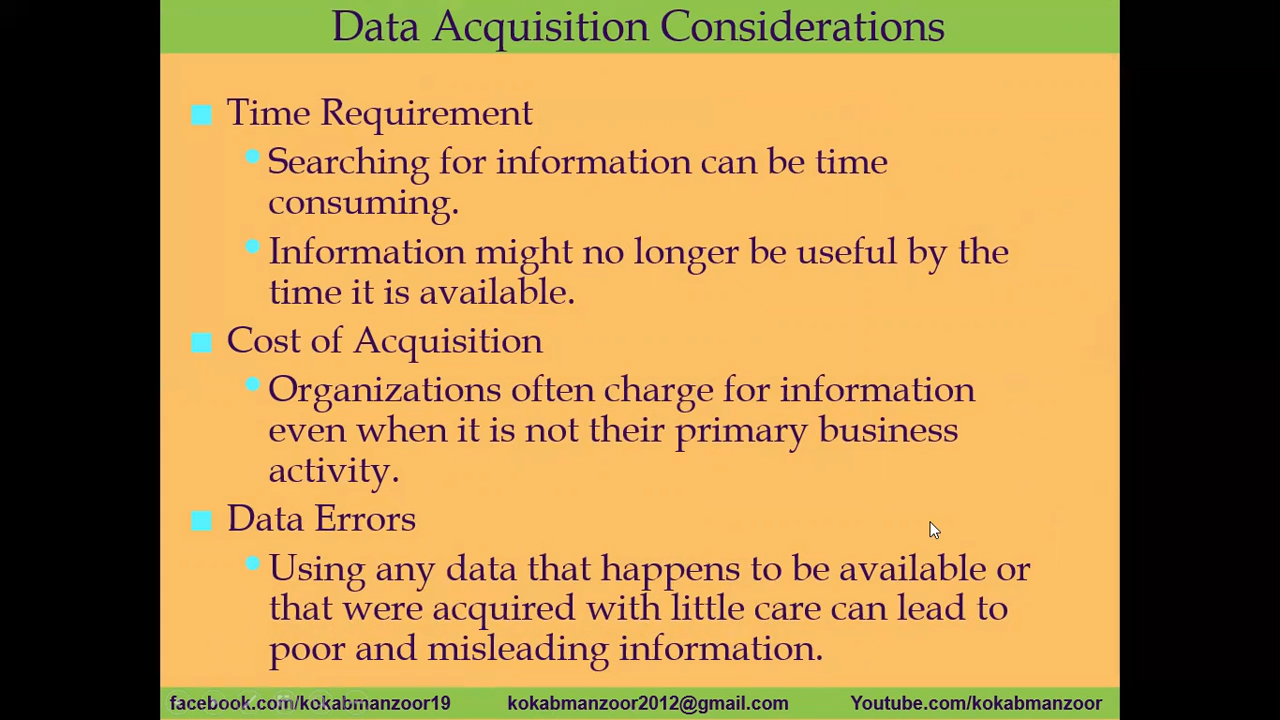 Data Acquisition Considerations
Time Requirement
Searching for information can be time
consuming.
Information might no longer be useful by the
time it is available.
Cost of Acquisition
Organizations often charge for information
even when it is not their primary business
activity.
Data Errors
Using any data that happens to be available or
that were acquired with little care can lead to
poor and misleading information.
facebook.com/kokabmanzoor19 kokabmanzoor2012@gmail.com Youtube.com/kokabmanzoor